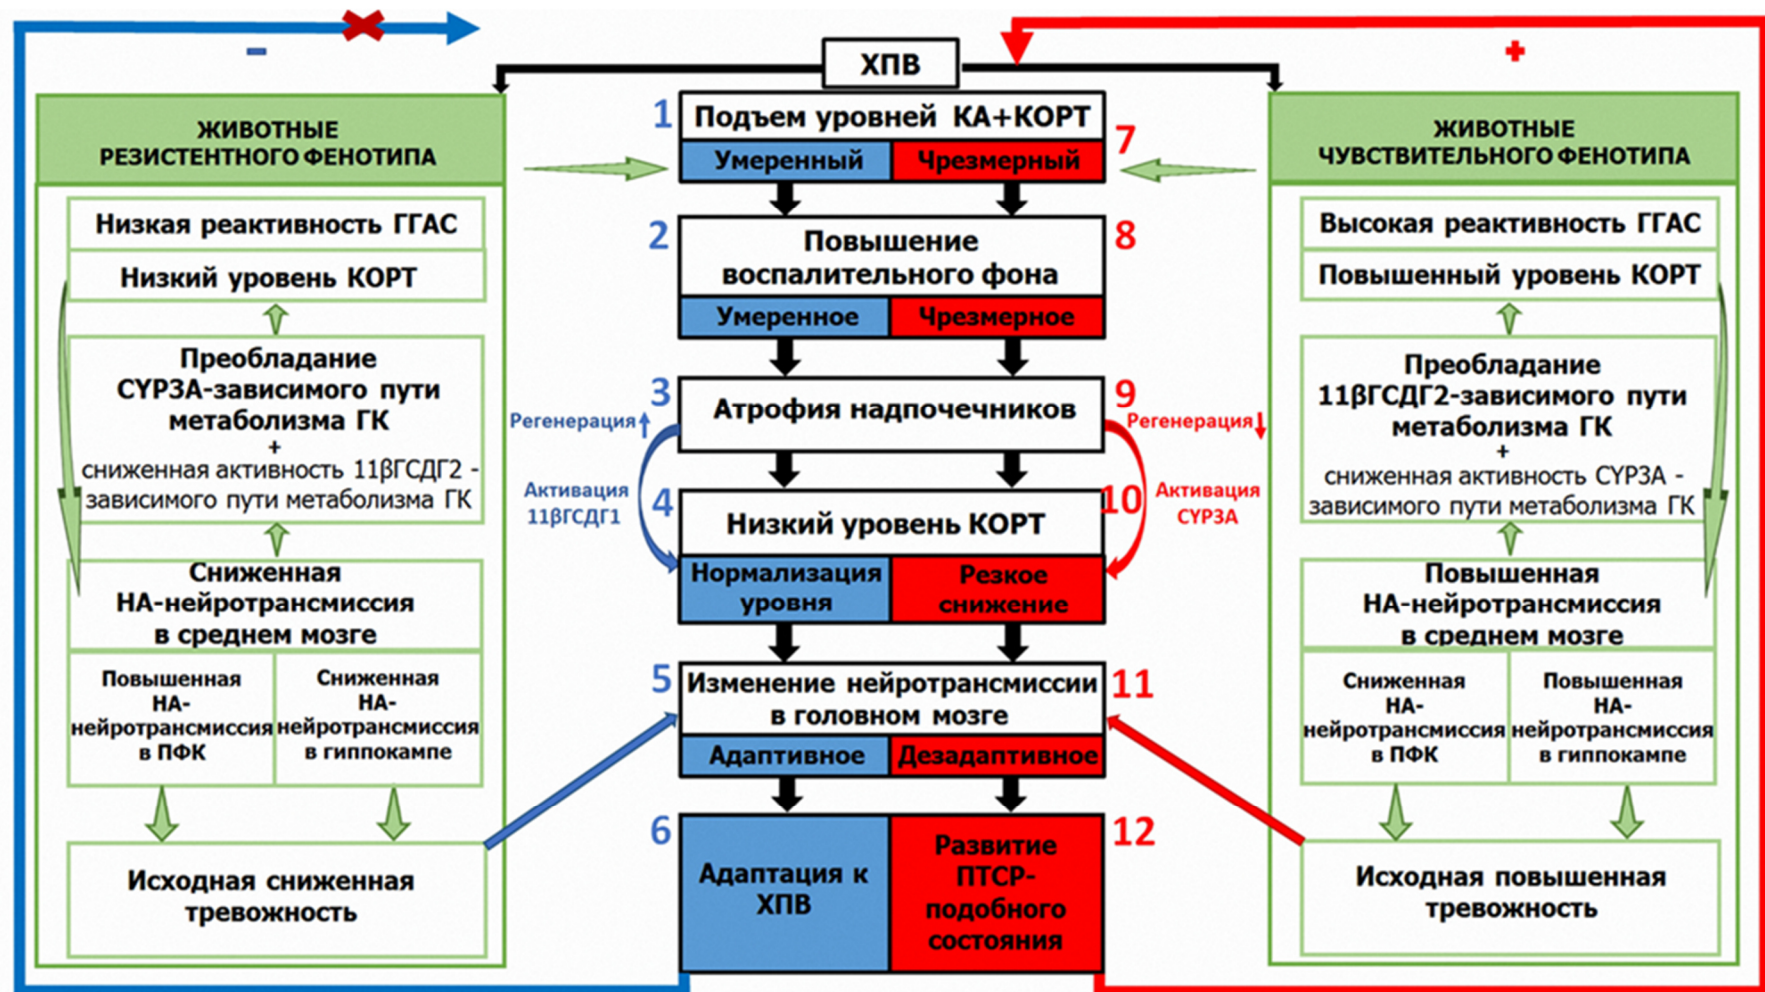 –
+
ХПВ
ЖИВОТНЫЕ
РЕЗИСТЕНТНОГО ФЕНОТИПА
Низкая реактивность ГГАС
Низкий уровень КОРТ
Преобладание
CYP3A-зависимого пути
метаболизма ГК
+
сниженная активность 11βГСДГ2 -
зависимого пути метаболизма ГК
Сниженная
НА-нейротрансмиссия
в среднем мозге
Повышенная
НА-
нейротрансмиссия
в ПФК
Сниженная
НА-
нейротрансмиссия
в гиппокампе
Исходная сниженная
тревожность
1
Подъем уровней КА+КОРТ
7
Умеренный
Чрезмерный
2
Повышение
воспалительного фона
8
Умеренное
Чрезмерное
3
Атрофия надпочечников
9
Регенерация
Регенерация
Активация
11βГСДГ1
Активация
CYP3A
4
Низкий уровень КОРТ
10
Нормализация
уровня
Резкое
снижение
5
Изменение нейротрансмиссии
в головном мозге
11
Адаптивное
Дезадаптивное
6
Адаптация к
ХПВ
Развитие
ПТСР-
подобного
состояния
12
ЖИВОТНЫЕ
ЧУВСТВИТЕЛЬНОГО ФЕНОТИПА
Высокая реактивность ГГАС
Повышенный уровень КОРТ
Преобладание
11βГСДГ2-зависимого пути
метаболизма ГК
+
сниженная активность CYP3A -
зависимого пути метаболизма ГК
Повышенная
НА-нейротрансмиссия
в среднем мозге
Сниженная
НА-
нейротрансмиссия
в ПФК
Повышенная
НА-
нейротрансмиссия
в гиппокампе
Исходная повышенная
тревожность